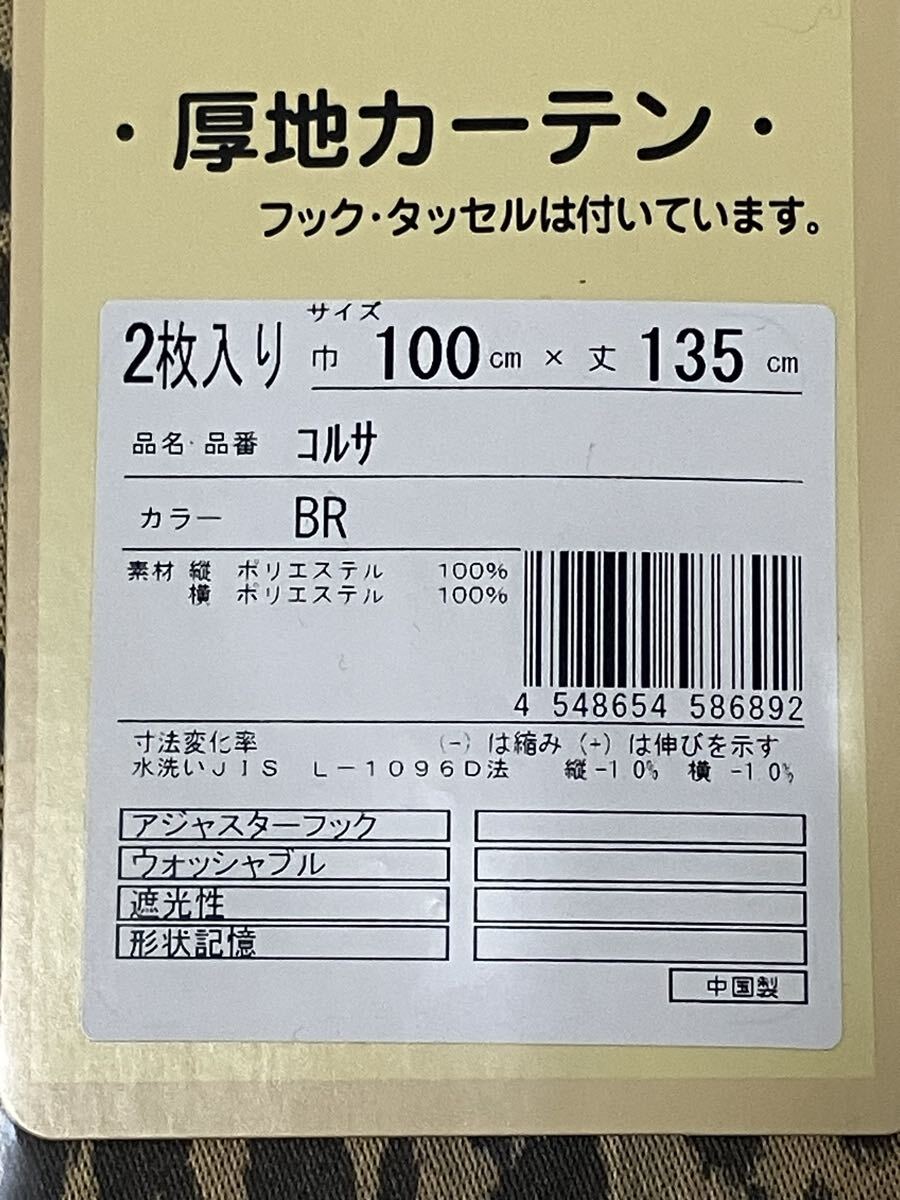 ・厚地カーテン・
フック・タッセルは付いています。
サイズ
2枚入り 巾 100cm × 丈 135cm
品名・品番 コルサ
カラー BR
素材 縦 ポリエステル 100%
横 ポリエステル 100%
4 548654 586892
寸法変化率 (-)は縮み(+)は伸びを示す
水洗いJIS L-1096D法 縦-1.0% 横-1.0%
アジャスターフック
ウォッシャブル
遮光性
形状記憶
中国製